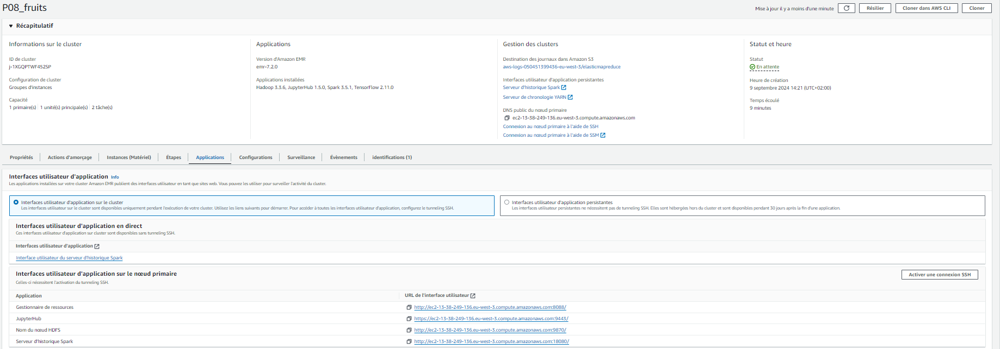 P08_fruits
Mise à jour il y a moins d'une minute
Résilier
Cloner dans AWS CLI
Cloner
Récapitulatif
Informations sur le cluster
ID de cluster
j-1XGQPTWF452SP
Configuration de cluster
Groupes d'instances
Capacité
1 primaire(s) 1 unité(s) principale(s) 2 tâche(s)
Applications
Version d'Amazon EMR
emr-7.2.0
Applications installées
Hadoop 3.3.6, JupyterHub 1.5.0, Spark 3.5.1, TensorFlow 2.11.0
Gestion des clusters
Destination des journaux dans Amazon S3
aws-logs-050451399436-eu-west-3/elasticmapreduce
Interfaces utilisateur d'application persistantes
Serveur d'historique Spark
Serveur de chronologie YARN
DNS public du nœud primaire
ec2-13-38-249-136.eu-west-3.compute.amazonaws.com
Connexion au nœud primaire à l'aide de SSH
Connexion au nœud primaire à l'aide de SSM
Statut et heure
Statut
En attente
Heure de création
9 septembre 2024 14:21 (UTC+02:00)
Temps écoulé
9 minutes
Propriétés
Actions d'amorçage
Instances (Matériel)
Étapes
Applications
Configurations
Surveillance
Évènements
identifications (1)
Interfaces utilisateur d'application Info
Les applications installées sur votre cluster Amazon EMR publient des interfaces utilisateur en tant que sites web. Vous pouvez les utiliser pour surveiller l'activité du cluster.
Interfaces utilisateur d'application sur le cluster
Les interfaces utilisateur sur le cluster sont disponibles uniquement pendant l'exécution de votre cluster. Utilisez les liens suivants pour démarrer. Pour accéder à toutes les interfaces utilisateur d'application, configurez le tunneling SSH.
Interfaces utilisateur d'application persistantes
Les interfaces utilisateur persistantes ne nécessitent pas de tunneling SSH. Elles sont hébergées hors du cluster et sont disponibles pendant 30 jours après la fin d'une application.
Interfaces utilisateur d'application en direct
Ces interfaces utilisateur d'application sur cluster sont disponibles sans tunneling SSH.
Interfaces utilisateur d'application
Interface utilisateur du serveur d'historique Spark
Interfaces utilisateur d'application sur le nœud primaire
Celles-ci nécessitent l'activation du tunneling SSH.
Activer une connexion SSH
Application
URL de l'interface utilisateur
Gestionnaire de ressources
http://ec2-13-38-249-136.eu-west-3.compute.amazonaws.com:8088/
JupyterHub
https://ec2-13-38-249-136.eu-west-3.compute.amazonaws.com:9443/
Nom du nœud HDFS
http://ec2-13-38-249-136.eu-west-3.compute.amazonaws.com:9870/
Serveur d'historique Spark
http://ec2-13-38-249-136.eu-west-3.compute.amazonaws.com:18080/